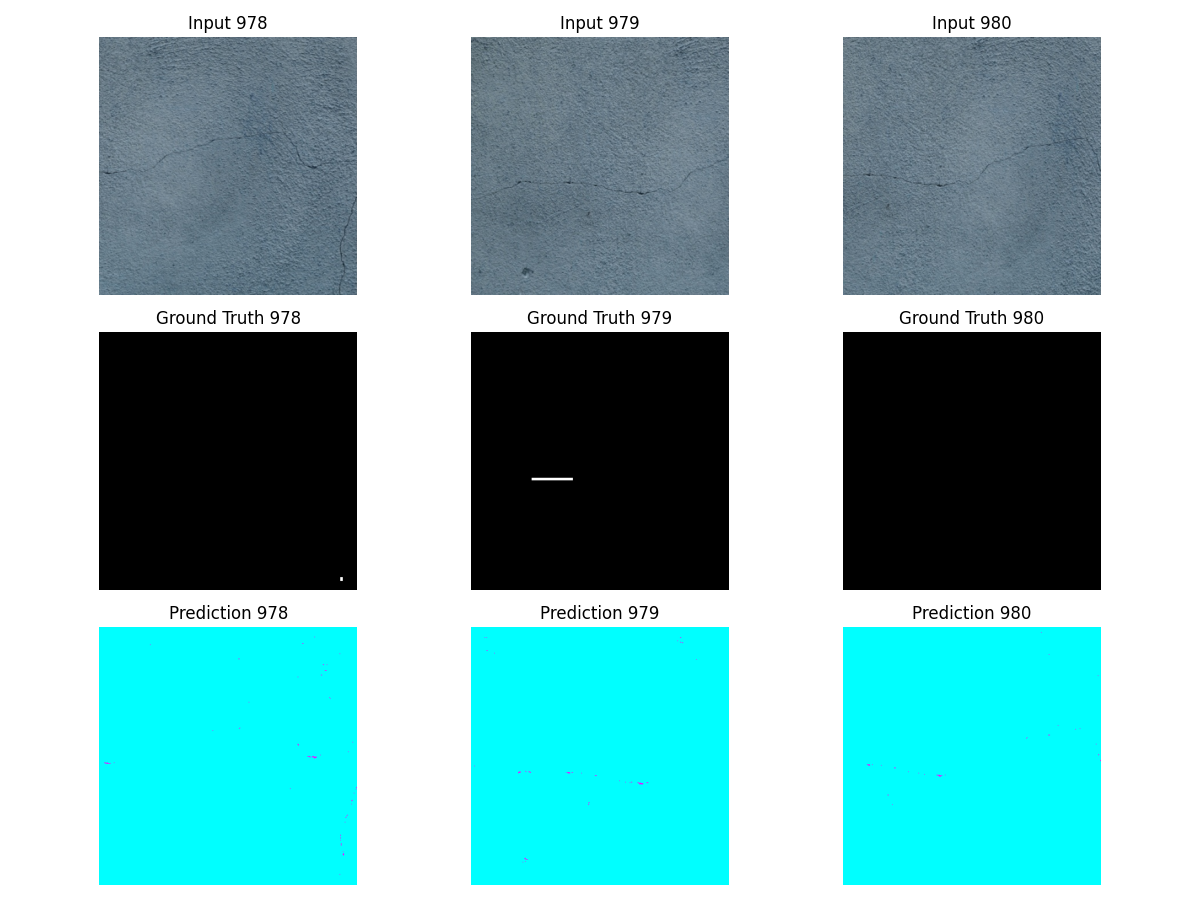 Input 978
Input 979
Input 980
Ground Truth 978
Ground Truth 979
Ground Truth 980
Prediction 978
Prediction 979
Prediction 980